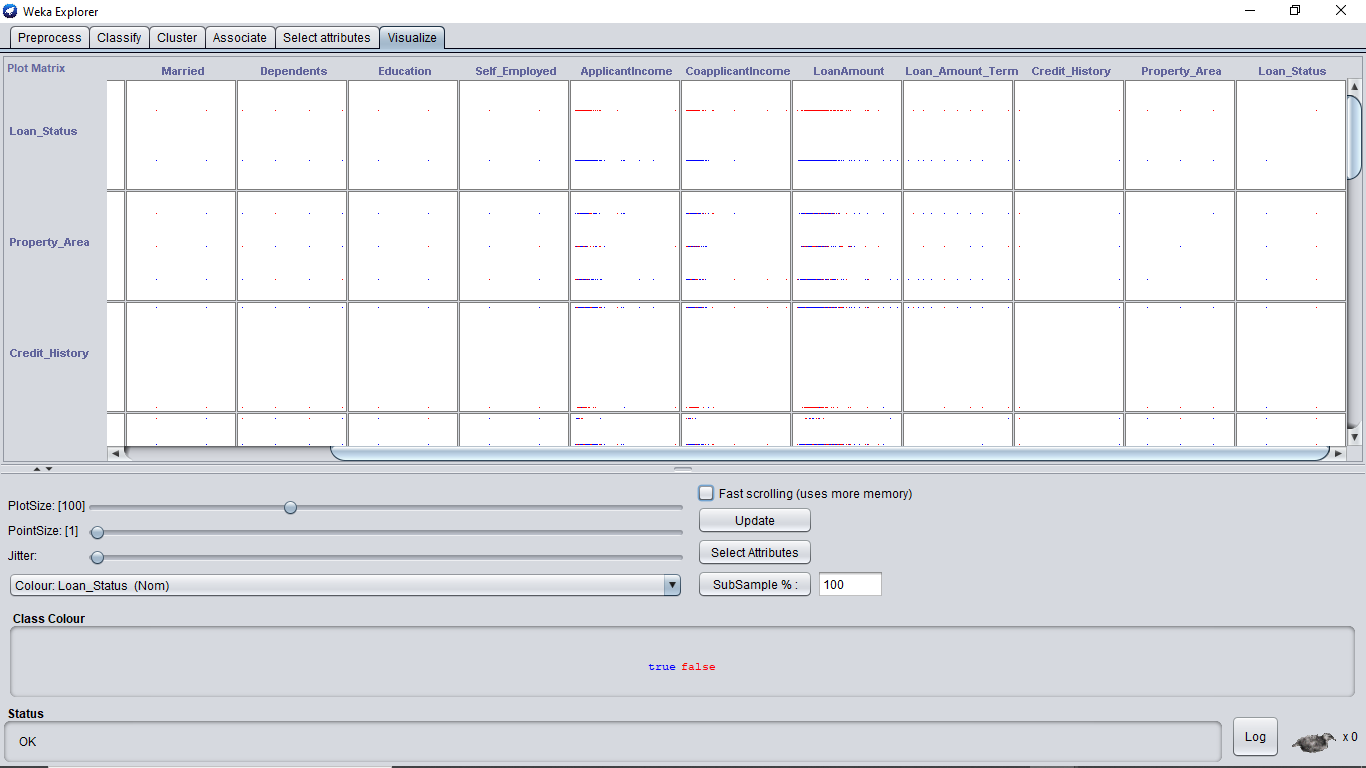 Weka Explorer
Preprocess Classify Cluster Associate Select attributes Visualize
Plot Matrix Married Dependents Education Self_Employed ApplicantIncome CoapplicantIncome LoanAmount Loan_Amount_Term Credit_History Property_Area Loan_Status
Loan_Status
Property_Area
Credit_History
PlotSize: [100] Fast scrolling (uses more memory)
PointSize: [1] Update
Jitter: Select Attributes
Colour: Loan_Status (Nom) SubSample % : 100
Class Colour
true false
Status
OK Log x 0